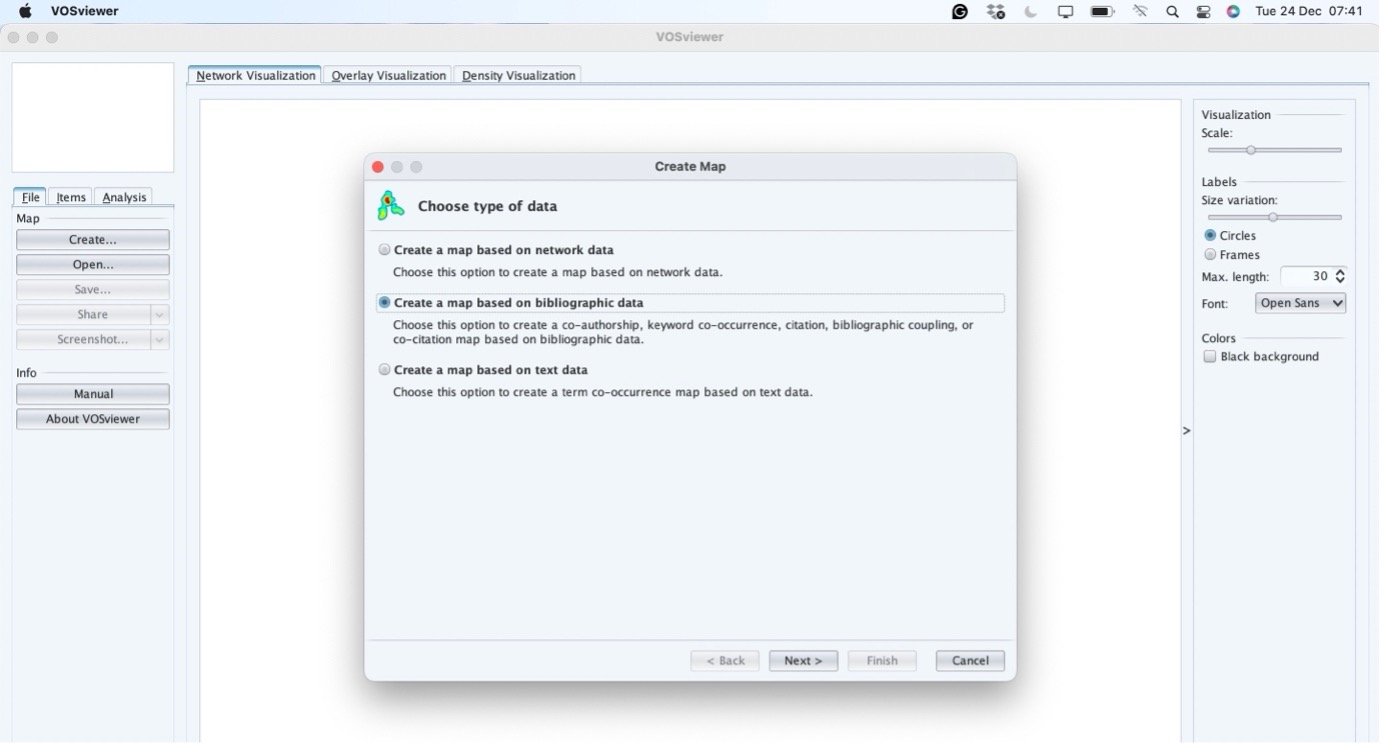 VOSviewer
Tue 24 Dec 07:41
VOSviewer
Network Visualization Overlay Visualization Density Visualization
File Items Analysis
Map
Create...
Open...
Save...
Share
Screenshot...
Info
Manual
About VOSviewer
Create Map
Choose type of data
Create a map based on network data
Choose this option to create a map based on network data.
Create a map based on bibliographic data
Choose this option to create a co-authorship, keyword co-occurrence, citation, bibliographic coupling, or
co-citation map based on bibliographic data.
Create a map based on text data
Choose this option to create a term co-occurrence map based on text data.
< Back Next > Finish Cancel
>
Visualization
Scale:
Labels
Size variation:
Circles
Frames
Max. length: 30
Font: Open Sans
Colors
Black background